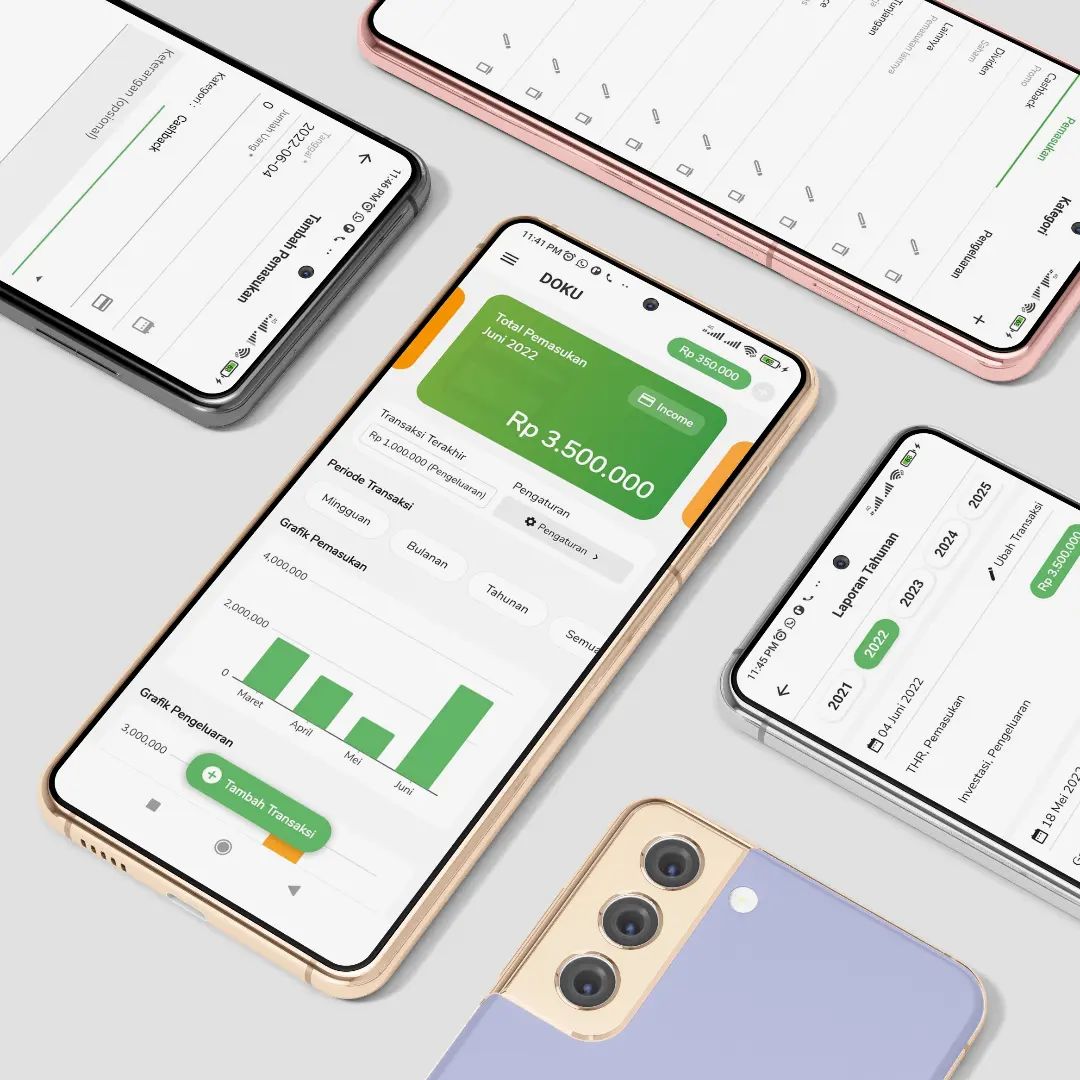 11:46 PM
Tambah Pemasukan
Tanggal *
2022-06-04
Jumlah Uang *
0
Kategori :
Cashback
Keterangan (opsional)
Kategori
Pemasukan
Pengeluaran
Cashback
Promo
Dividen
Saham
Lainnya
Pemasukan lainnya
Tunjangan
11:41 PM
DOKU
Rp 350.000
Total Pemasukan
Juni 2022
Income
Rp 3.500.000
Transaksi Terakhir
Rp 1.000.000 (Pengeluaran)
Pengaturan
Pengaturan
Periode Transaksi
Mingguan
Bulanan
Tahunan
Semua
Grafik Pemasukan
4,000,000
2,000,000
0
Maret
April
Mei
Juni
Grafik Pengeluaran
3,000,000
Tambah Transaksi
11:45 PM
Laporan Tahunan
2021
2022
2023
2024
2025
04 Juni 2022
Ubah Transaksi
THR, Pemasukan
Rp 3.500.000
Investasi, Pengeluaran
18 Mei 2022